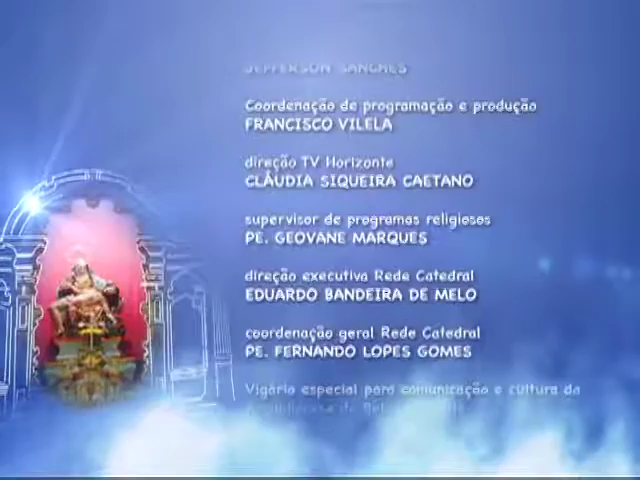 JEFFERSON SANCHES
Coordenação de programação e produção
FRANCISCO VILELA
direção TV Horizonte
CLÁUDIA SIQUEIRA CAETANO
supervisor de programas religiosos
PE. GEOVANE MARQUES
direção executiva Rede Catedral
EDUARDO BANDEIRA DE MELO
coordenação geral Rede Catedral
PE. FERNANDO LOPES GOMES
Vigário especial para comunicação e cultura da